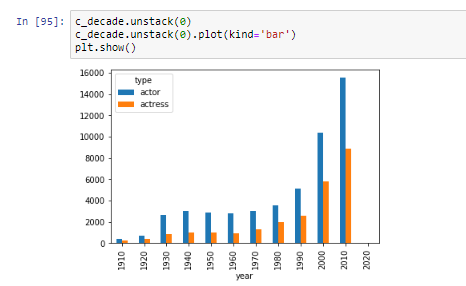 In [95]: c_decade.unstack(0)
c_decade.unstack(0).plot(kind='bar')
plt.show()
16000
14000
12000
10000
8000
6000
4000
2000
0
type
actor
actress
1910 1920 1930 1940 1950 1960 1970 1980 1990 2000 2010 2020
year